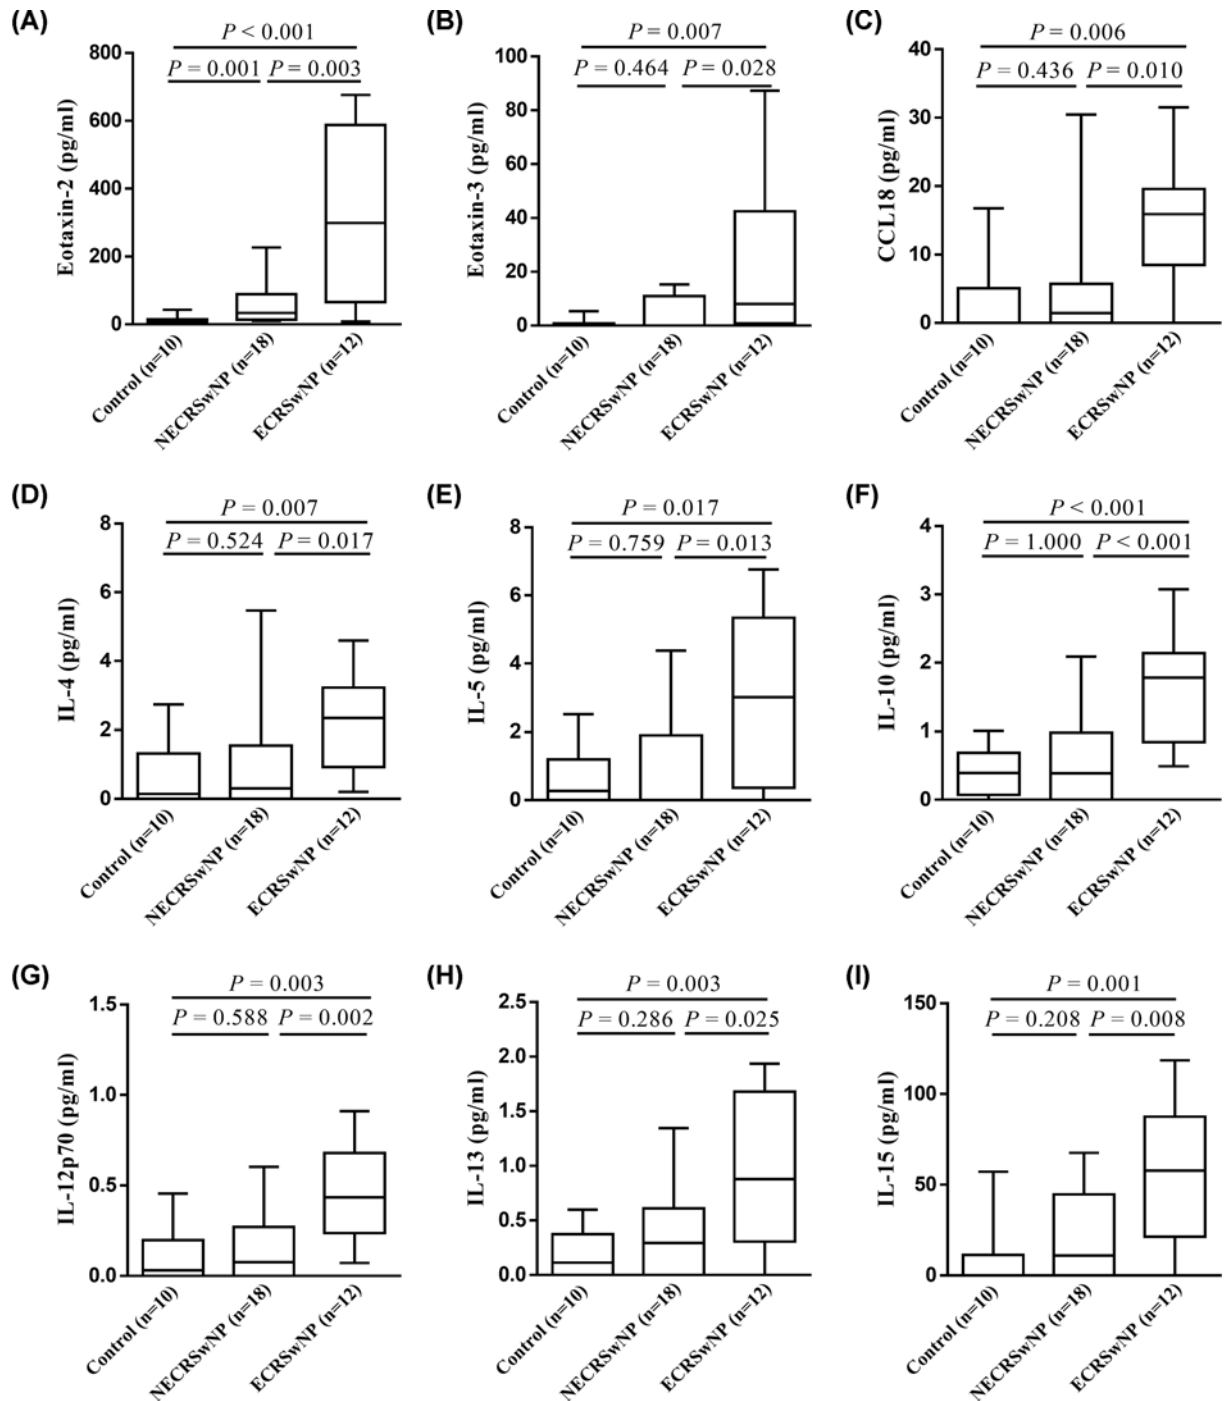 (A)
P < 0.001
P = 0.001 P = 0.003
Eotaxin-2 (pg/ml)
800
600
400
200
0
Control (n=10)
NECRSwNP (n=18)
ECRSwNP (n=12)
(B)
P = 0.007
P = 0.464 P = 0.028
Eotaxin-3 (pg/ml)
100
80
60
40
20
0
Control (n=10)
NECRSwNP (n=18)
ECRSwNP (n=12)
(C)
P = 0.006
P = 0.436 P = 0.010
CCL18 (pg/ml)
40
30
20
10
0
Control (n=10)
NECRSwNP (n=18)
ECRSwNP (n=12)
(D)
P = 0.007
P = 0.524 P = 0.017
IL-4 (pg/ml)
8
6
4
2
0
Control (n=10)
NECRSwNP (n=18)
ECRSwNP (n=12)
(E)
P = 0.017
P = 0.759 P = 0.013
IL-5 (pg/ml)
8
6
4
2
0
Control (n=10)
NECRSwNP (n=18)
ECRSwNP (n=12)
(F)
P < 0.001
P = 1.000 P < 0.001
IL-10 (pg/ml)
4
3
2
1
0
Control (n=10)
NECRSwNP (n=18)
ECRSwNP (n=12)
(G)
P = 0.003
P = 0.588 P = 0.002
IL-12p70 (pg/ml)
1.5
1.0
0.5
0.0
Control (n=10)
NECRSwNP (n=18)
ECRSwNP (n=12)
(H)
P = 0.003
P = 0.286 P = 0.025
IL-13 (pg/ml)
2.5
2.0
1.5
1.0
0.5
0.0
Control (n=10)
NECRSwNP (n=18)
ECRSwNP (n=12)
(I)
P = 0.001
P = 0.208 P = 0.008
IL-15 (pg/ml)
150
100
50
0
Control (n=10)
NECRSwNP (n=18)
ECRSwNP (n=12)